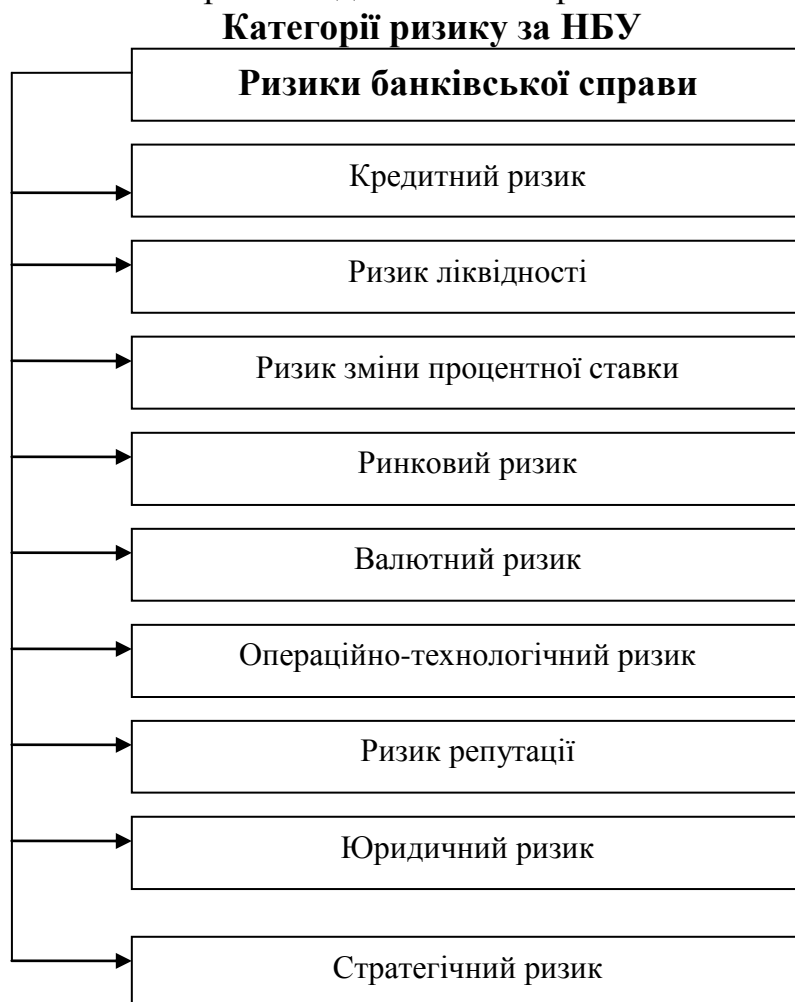 Категорії ризику за НБУ
Ризики банківської справи
Кредитний ризик
Ризик ліквідності
Ризик зміни процентної ставки
Ринковий ризик
Валютний ризик
Операційно-технологічний ризик
Ризик репутації
Юридичний ризик
Стратегічний ризик